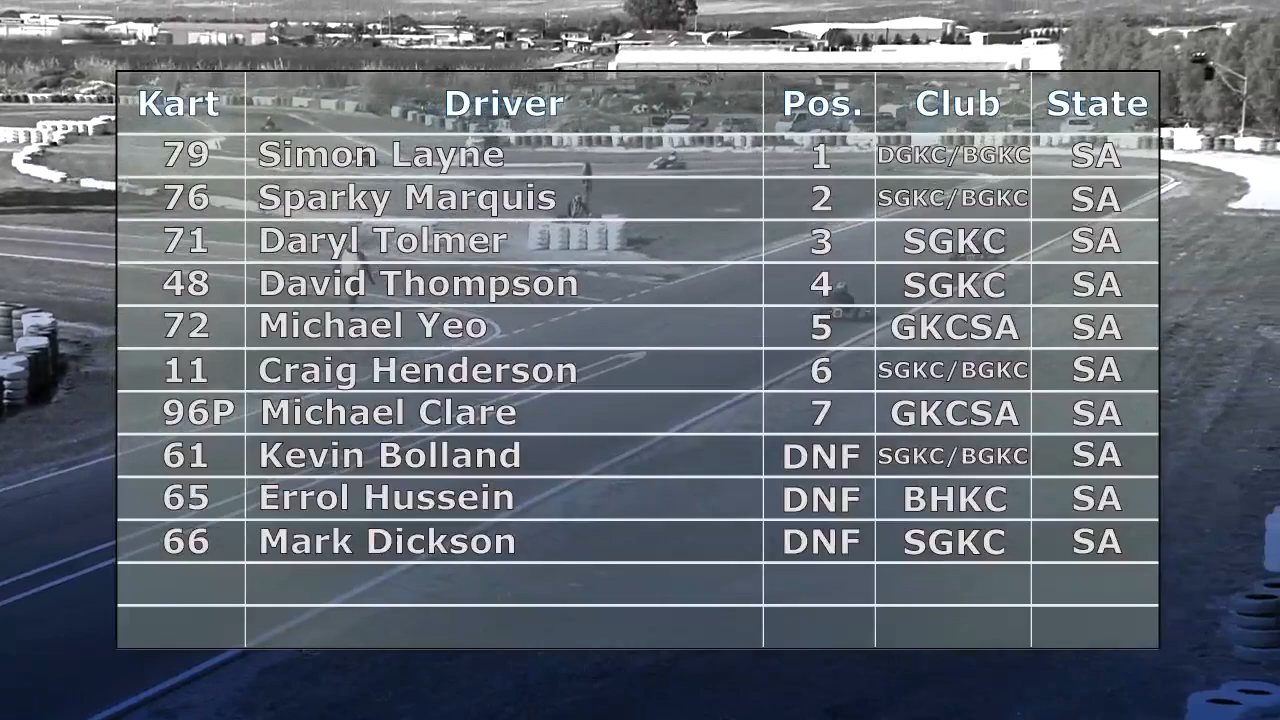 Kart Driver Pos. Club State
79 Simon Layne 1 DGKC/BGKC SA
76 Sparky Marquis 2 SGKC/BGKC SA
71 Daryl Tolmer 3 SGKC SA
48 David Thompson 4 SGKC SA
72 Michael Yeo 5 GKCSA SA
11 Craig Henderson 6 SGKC/BGKC SA
96P Michael Clare 7 GKCSA SA
61 Kevin Bolland DNF SGKC/BGKC SA
65 Errol Hussein DNF BHKC SA
66 Mark Dickson DNF SGKC SA